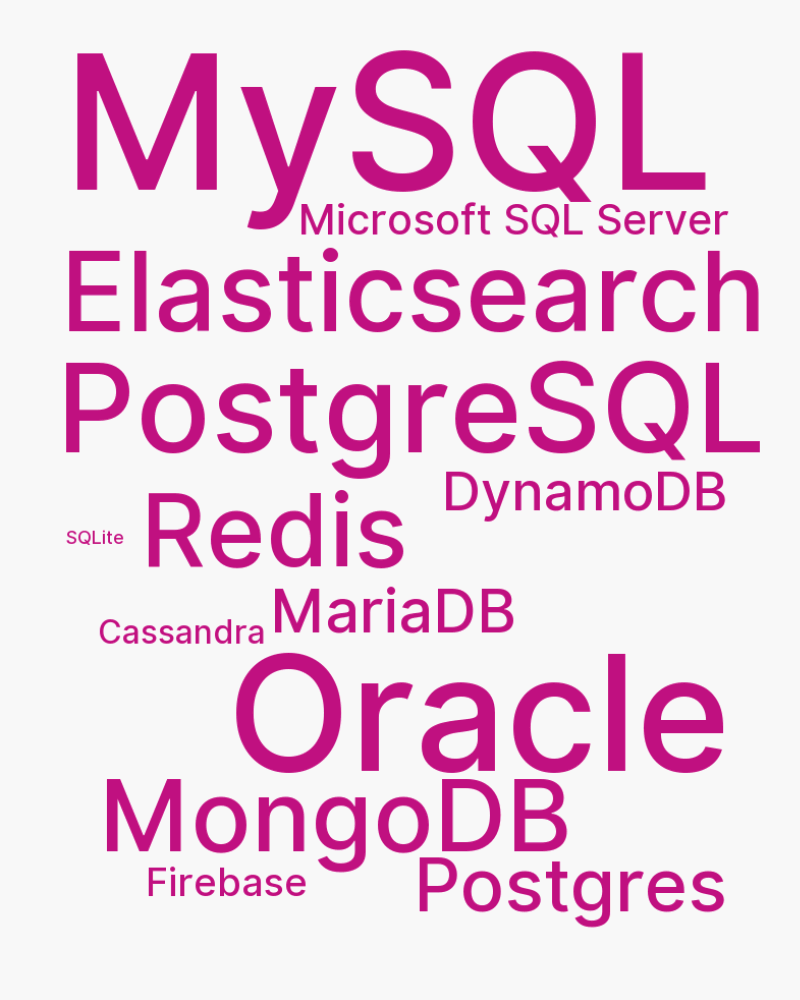 MySQL
Microsoft SQL Server
Elasticsearch
PostgreSQL
DynamoDB
Redis
SQLite
MariaDB
Cassandra
Oracle
MongoDB
Firebase
Postgres